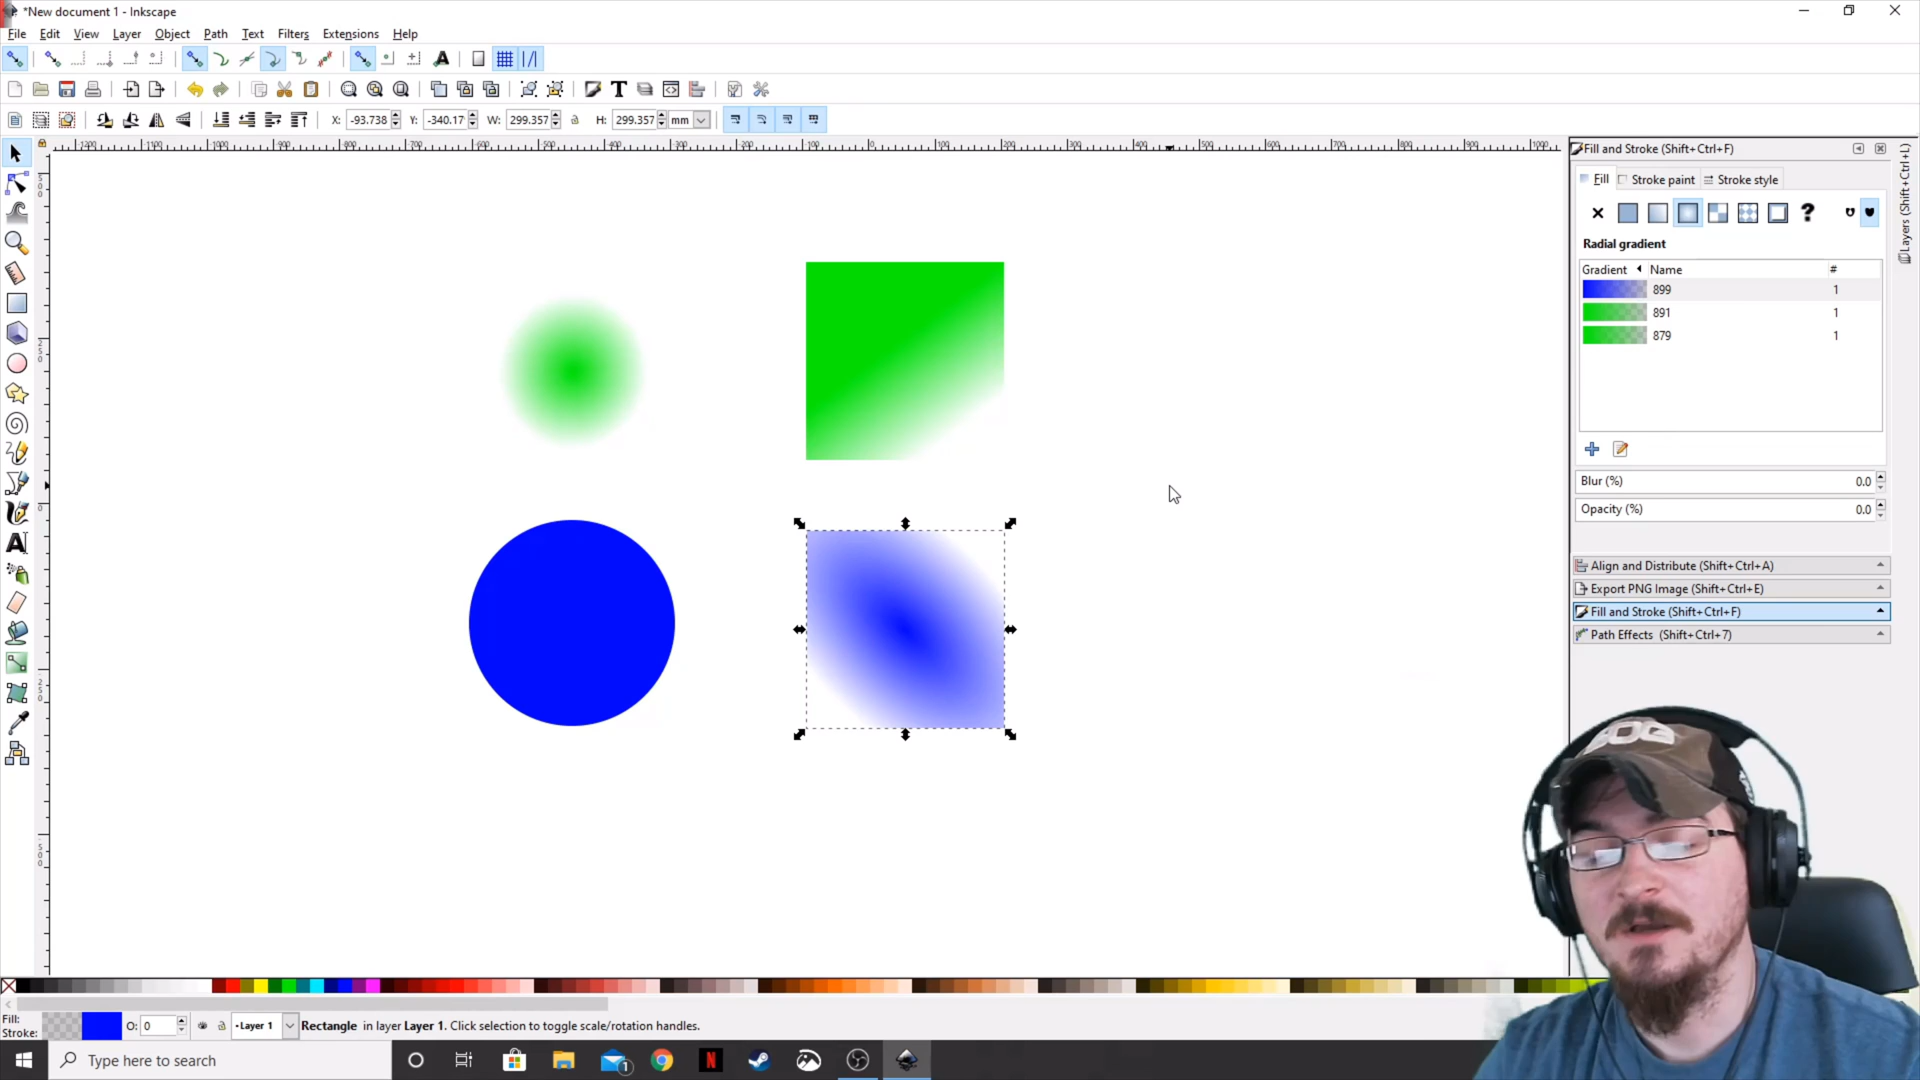 *New document 1 - Inkscape
File Edit View Layer Object Path Text Filters Extensions Help
X: -93.738 Y: -340.17 W: 299.357 H: 299.357 mm
Fill and Stroke (Shift+Ctrl+F)
Layers (Shift+Ctrl+L)
Fill Stroke paint Stroke style
Radial gradient
Gradient Name #
899 1
891 1
879 1
Blur (%) 0.0
Opacity (%) 0.0
Align and Distribute (Shift+Ctrl+A)
Export PNG Image (Shift+Ctrl+E)
Fill and Stroke (Shift+Ctrl+F)
Path Effects (Shift+Ctrl+7)
Fill:
Stroke:
O: 0
Layer 1
Rectangle in layer Layer 1. Click selection to toggle scale/rotation handles.
Type here to search
1